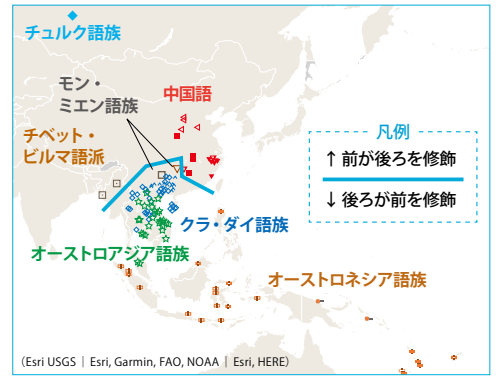 チュルク語族
モン・
ミエン語族
中国語
チベット・
ビルマ語派
凡例
↑ 前が後ろを修飾
↓ 後ろが前を修飾
クラ・ダイ語族
オーストロアジア語族
オーストロネシア語族
（Esri USGS | Esri, Garmin, FAO, NOAA | Esri, HERE）